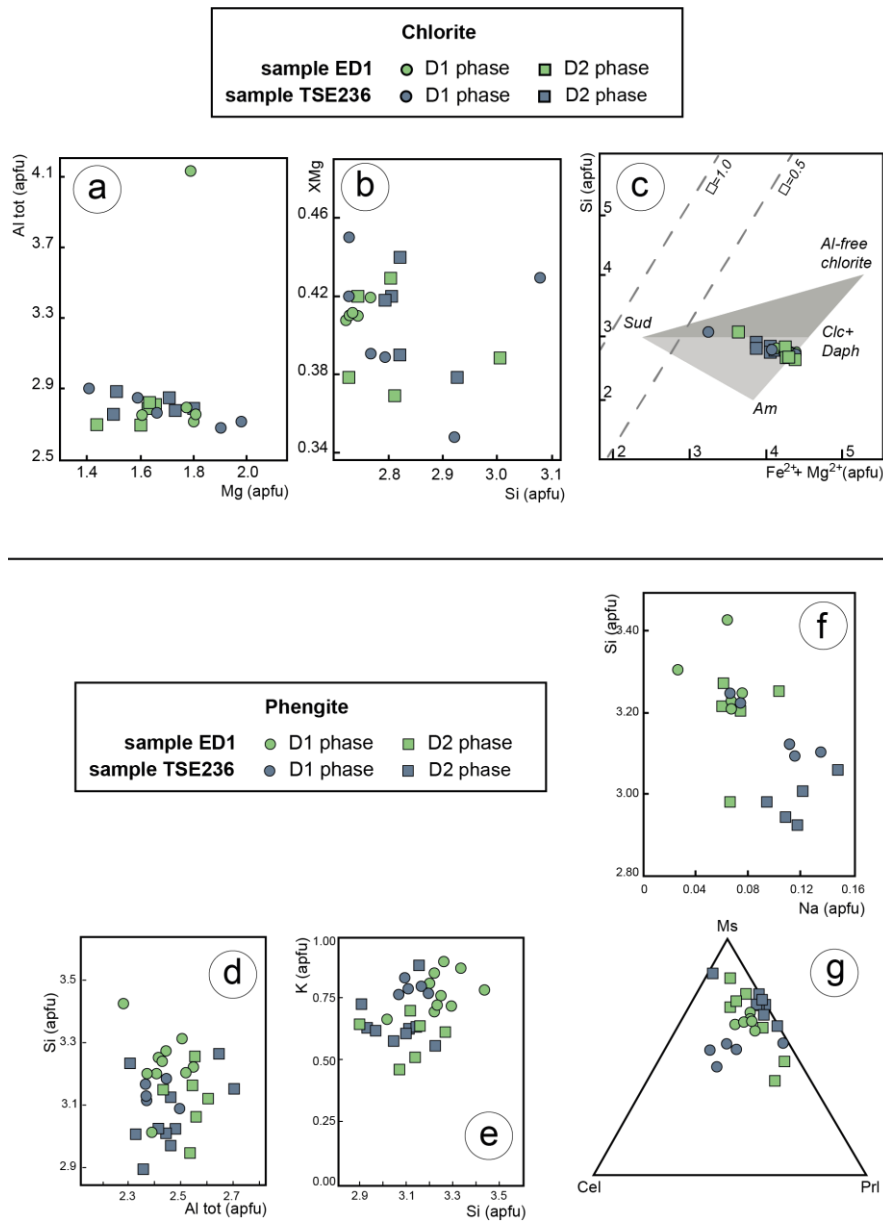 Chlorite
sample ED1 D1 phase D2 phase
sample TSE236 D1 phase D2 phase
a
Al tot (apfu)
4.1
3.7
3.3
2.9
2.5
1.4 1.6 1.8 2.0
Mg (apfu)
b
XMg
0.46
0.42
0.38
0.34
2.8 2.9 3.0 3.1
Si (apfu)
c
Si (apfu)
5
4
3
2
1
2 3 4 5
Fe2++ Mg2+(apfu)
□=1.0
□=0.5
Al-free
chlorite
Sud
Clc+
Daph
Am
f
Si (apfu)
3.40
3.20
3.00
2.80
0 0.04 0.08 0.12 0.16
Na (apfu)
Phengite
sample ED1 D1 phase D2 phase
sample TSE236 D1 phase D2 phase
d
Si (apfu)
3.5
3.3
3.1
2.9
2.3 2.5 2.7
Al tot (apfu)
e
K (apfu)
1.00
0.75
0.50
0.25
0.00
2.9 3.1 3.3 3.5
Si (apfu)
g
Ms
Cel Prl